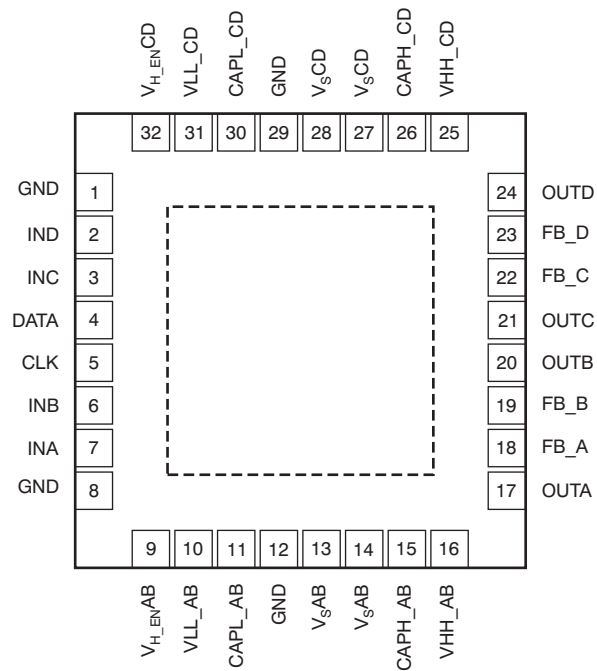 V_H_EN CD
VLL_CD
CAPL_CD
GND
V_S CD
V_S CD
CAPH_CD
VHH_CD
32 31 30 29 28 27 26 25
GND 1
IND 2
INC 3
DATA 4
CLK 5
INB 6
INA 7
GND 8
24 OUTD
23 FB_D
22 FB_C
21 OUTC
20 OUTB
19 FB_B
18 FB_A
17 OUTA
9 10 11 12 13 14 15 16
V_H_EN AB
VLL_AB
CAPL_AB
GND
V_S AB
V_S AB
CAPH_AB
VHH_AB